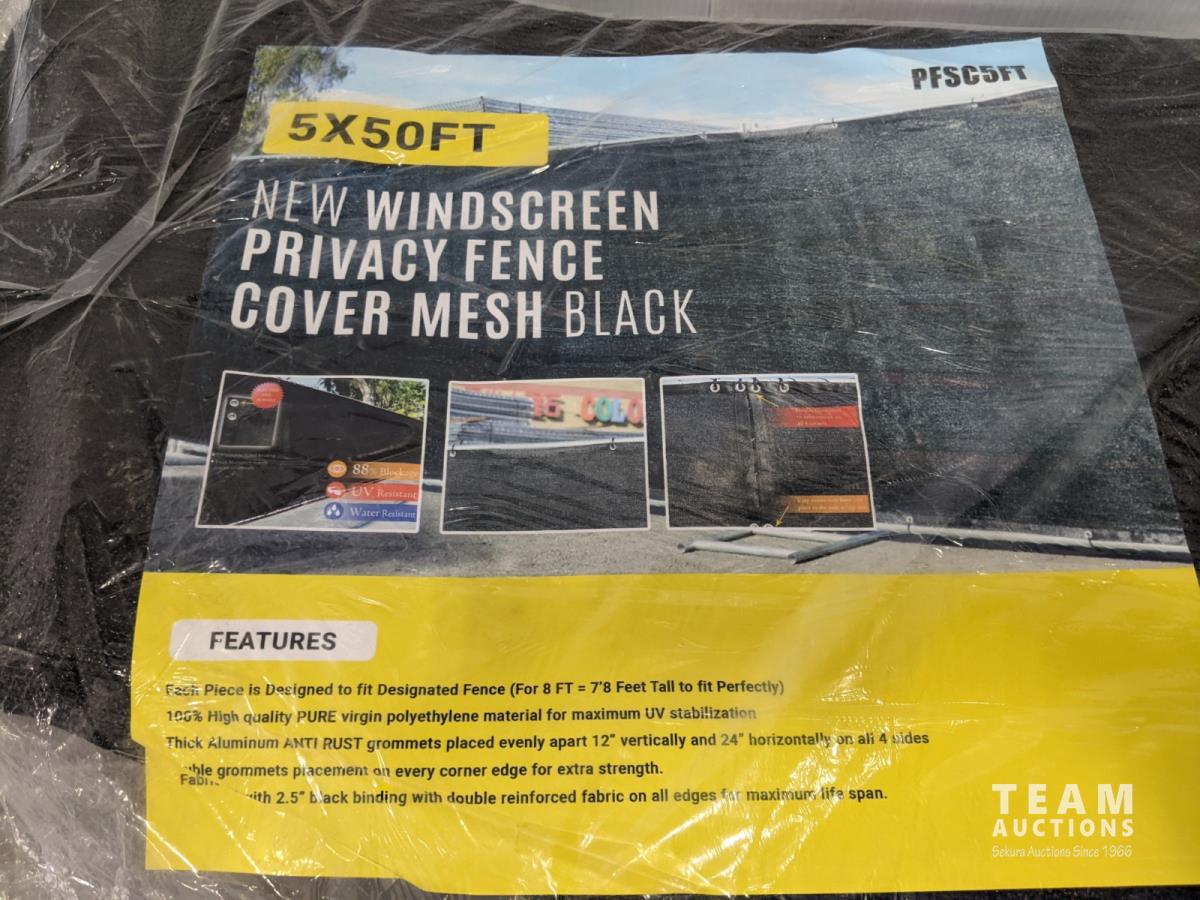 PFSC5FT
5X50FT
NEW WINDSCREEN
PRIVACY FENCE
COVER MESH BLACK
88% Blockage
UV Resistant
Water Resistant
COLO
FEATURES
Each Piece is Designed to fit Designated Fence (For 8 FT = 7'8 Feet Tall to fit Perfectly)
100% High quality PURE virgin polyethylene material for maximum UV stabilization
Thick Aluminum ANTI RUST grommets placed evenly apart 12" vertically and 24" horizontally on all 4 sides
grommets placement on every corner edge for extra strength.
with 2.5" black binding with double reinforced fabric on all edges for maximum life span.
TEAM
AUCTIONS
Sekura Auctions Since 1966